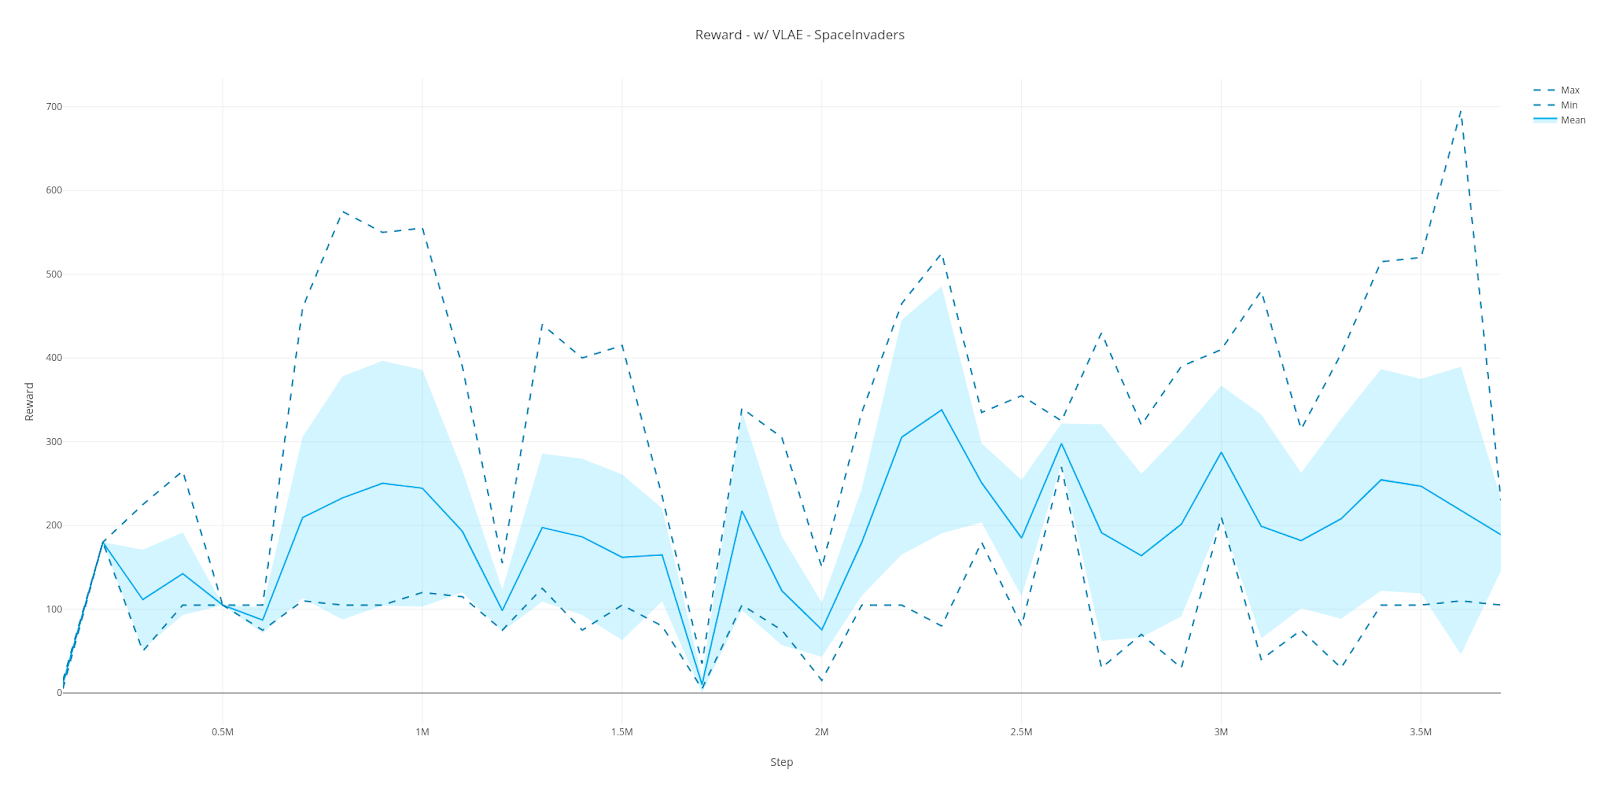 Reward - w/ VLAE - SpaceInvaders
Max
Min
Mean
700
600
500
400
300
200
100
0
Reward
0.5M 1M 1.5M 2M 2.5M 3M 3.5M
Step